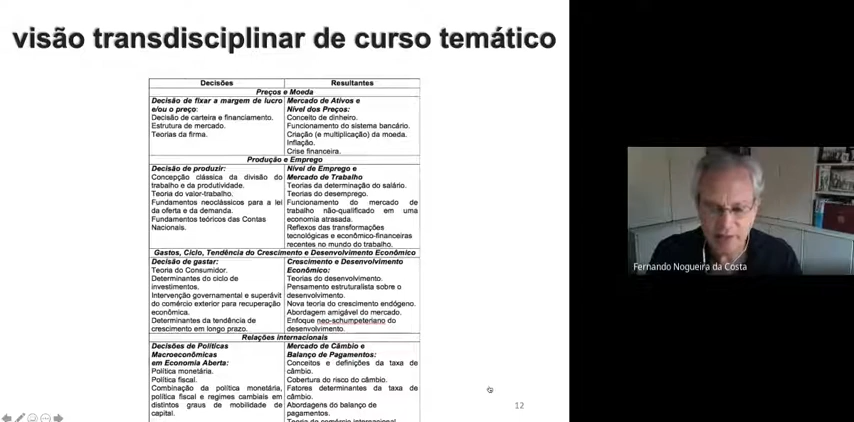 visão transdisciplinar de curso temático
Decisões
Resultantes
Preços e Moeda
Decisão de fixar a margem de lucro
e/ou o preço:
Decisão de carteira e financiamento.
Estrutura de mercado.
Teorias da firma.
Mercado de Ativos e
Nível dos Preços:
Conceito de dinheiro.
Funcionamento do sistema bancário.
Criação (e multiplicação) da moeda.
Inflação.
Crise financeira.
Produção e Emprego
Decisão de produzir:
Concepção clássica da divisão do
trabalho e da produtividade.
Teoria do valor-trabalho.
Fundamentos neoclássicos para a lei
da oferta e da demanda.
Fundamentos teóricos das Contas
Nacionais.
Nível de Emprego e
Mercado de Trabalho
Teorias da determinação do salário.
Teorias do desemprego.
Funcionamento do mercado de
trabalho não-qualificado em uma
economia atrasada.
Reflexos das transformações
tecnológicas e econômico-financeiras
recentes no mundo do trabalho.
Gastos, Ciclo, Tendência do Crescimento e Desenvolvimento Econômico
Decisão de gastar:
Teoria do Consumidor.
Determinantes do ciclo de
investimentos.
Intervenção governamental e superávit
do comércio exterior para recuperação
econômica.
Determinantes da tendência de
crescimento em longo prazo.
Crescimento e Desenvolvimento
Econômico:
Teorias do desenvolvimento.
Pensamento estruturalista sobre o
desenvolvimento.
Nova teoria do crescimento endógeno.
Abordagem amigável do mercado.
Enfoque neo-schumpeteriano do
desenvolvimento.
Relações internacionais
Decisões de Políticas
Macroeconômicas
em Economia Aberta:
Política monetária.
Política fiscal.
Combinação da política monetária,
política fiscal e regimes cambiais em
distintos graus de mobilidade de
capital.
Mercado de Câmbio e
Balanço de Pagamentos:
Conceitos e definições da taxa de
câmbio.
Cobertura do risco do câmbio.
Fatores determinantes da taxa de
câmbio.
Abordagens do balanço de
pagamentos.
Teoria do comércio internacional
12
Fernando Nogueira da Costa